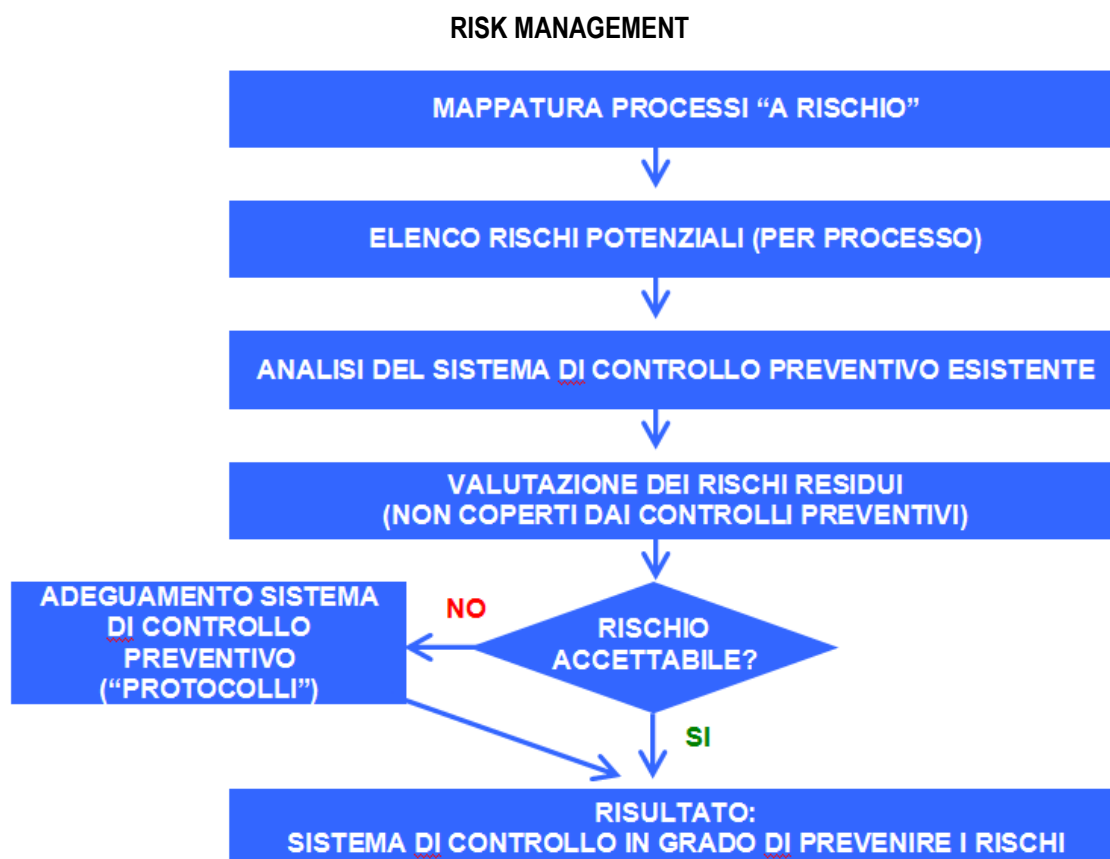 RISK MANAGEMENT
MAPPATURA PROCESSI “A RISCHIO”
ELENCO RISCHI POTENZIALI (PER PROCESSO)
ANALISI DEL SISTEMA DI CONTROLLO PREVENTIVO ESISTENTE
VALUTAZIONE DEI RISCHI RESIDUI
(NON COPERTI DAI CONTROLLI PREVENTIVI)
ADEGUAMENTO SISTEMA
DI CONTROLLO
PREVENTIVO
(“PROTOCOLLI”)
NO
RISCHIO
ACCETTABILE?
SI
RISULTATO:
SISTEMA DI CONTROLLO IN GRADO DI PREVENIRE I RISCHI